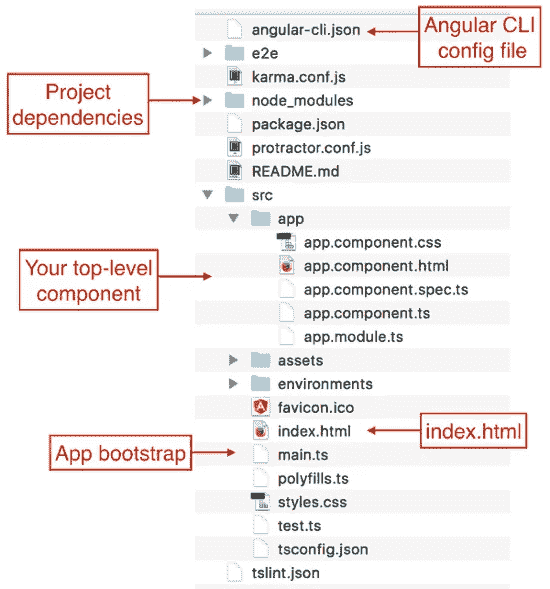 angular-cli.json
Angular CLI
config file
e2e
karma.conf.js
Project
dependencies
node_modules
package.json
protractor.conf.js
README.md
src
app
app.component.css
Your top-level
component
app.component.html
app.component.spec.ts
app.component.ts
app.module.ts
assets
environments
favicon.ico
index.html
index.html
App bootstrap
main.ts
polyfills.ts
styles.css
test.ts
tsconfig.json
tslint.json